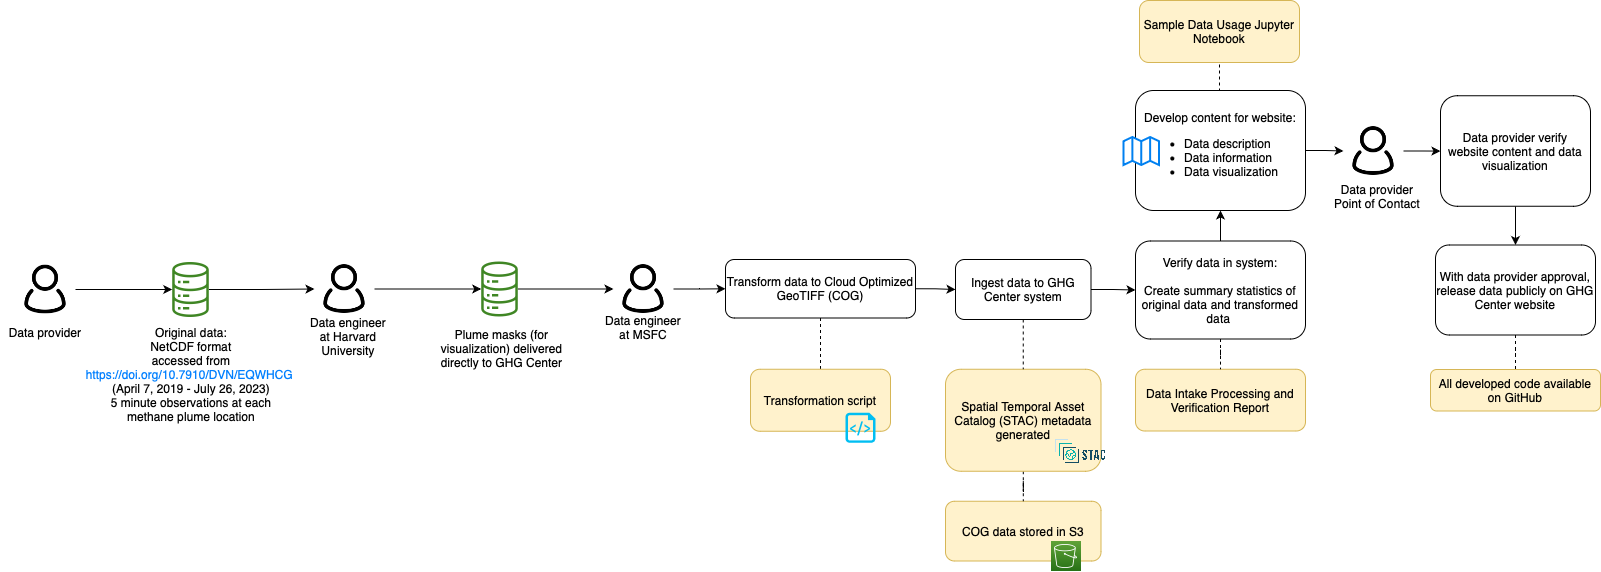 Sample Data Usage Jupyter
Notebook
Develop content for website:
• Data description
• Data information
• Data visualization
Data provider
Point of Contact
Data provider verify
website content and data
visualization
Data provider
Original data:
NetCDF format
accessed from
https://doi.org/10.7910/DVN/EQWHCG
(April 7, 2019 - July 26, 2023)
5 minute observations at each
methane plume location
Data engineer
at Harvard
University
Plume masks (for
visualization) delivered
directly to GHG Center
Data engineer
at MSFC
Transform data to Cloud Optimized
GeoTIFF (COG)
Ingest data to GHG
Center system
Verify data in system:
Create summary statistics of
original data and transformed
data
With data provider approval,
release data publicly on GHG
Center website
Transformation script
</>
Spatial Temporal Asset
Catalog (STAC) metadata
generated
STAC
COG data stored in S3
Data Intake Processing and
Verification Report
All developed code available
on GitHub